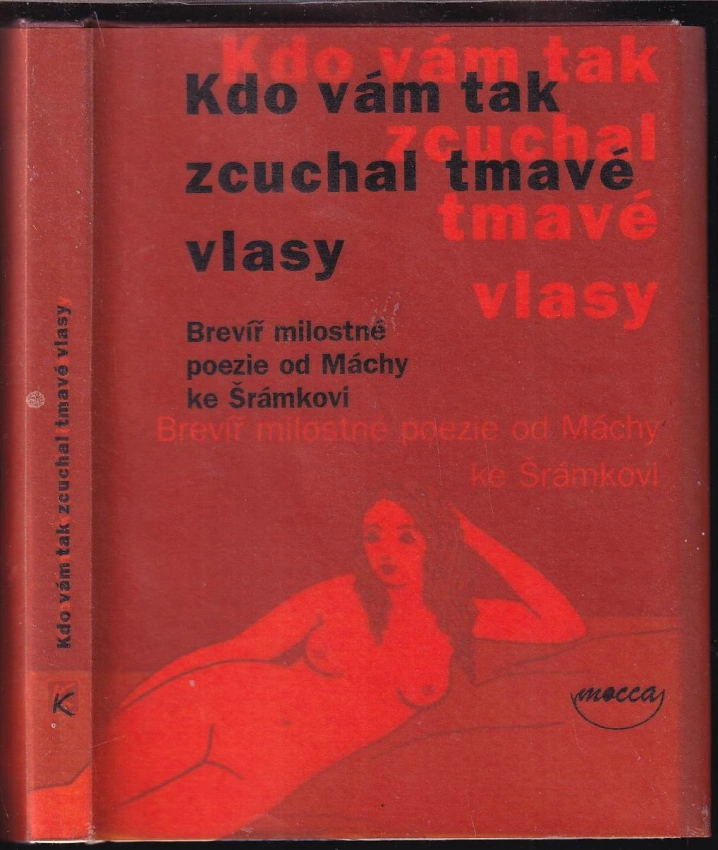 Kdo vám tak
zcuchal tmavé
vlasy
Kdo vám tak
zcuchal
tmavé
vlasy
Brevíř milostné
poezie od Máchy
ke Šrámkovi
Brevíř milostné poezie od Máchy
ke Šrámkovi
mocca
Kdo vám tak zcuchal tmavé vlasy
K